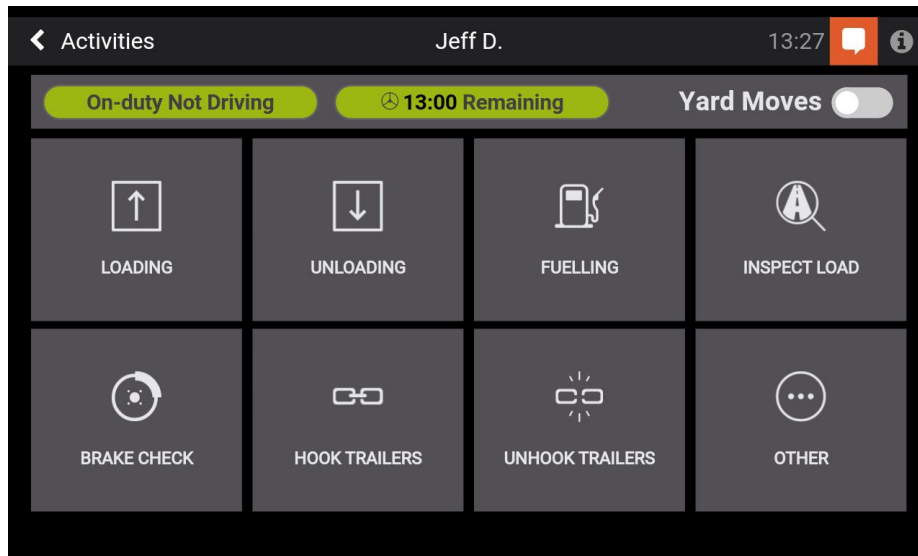 Activities Jeff D. 13:27
On-duty Not Driving 13:00 Remaining Yard Moves
LOADING UNLOADING FUELLING INSPECT LOAD
BRAKE CHECK HOOK TRAILERS UNHOOK TRAILERS OTHER